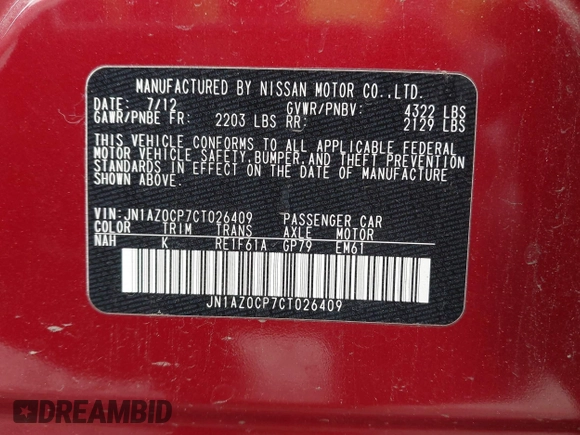 MANUFACTURED BY NISSAN MOTOR CO.,LTD.
DATE: 7/12 GVWR/PNBV: 4322 LBS
GAWR/PNBE FR: 2203 LBS RR: 2129 LBS
THIS VEHICLE CONFORMS TO ALL APPLICABLE FEDERAL
MOTOR VEHICLE SAFETY,BUMPER,AND THEFT PREVENTION
STANDARDS IN EFFECT ON THE DATE OF MANUFACTURE
SHOWN ABOVE.
VIN:JN1AZ0CP7CT026409 PASSENGER CAR
COLOR TRIM TRANS AXLE MOTOR
NAH K RE1F61A GP79 EM61
JN1AZ0CP7CT026409
DREAMBID